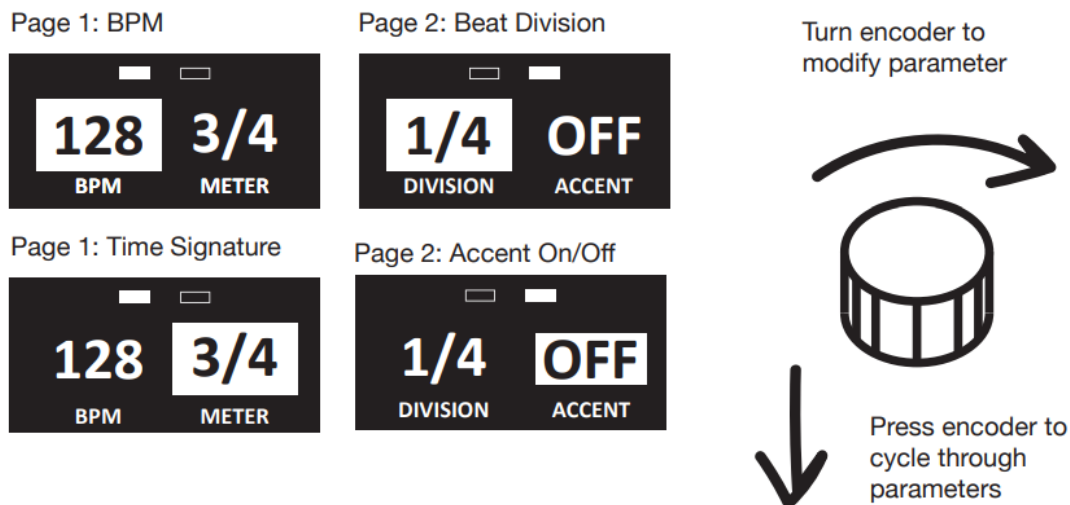 Page 1: BPM
128 3/4
BPM METER
Page 2: Beat Division
1/4 OFF
DIVISION ACCENT
Page 1: Time Signature
128 3/4
BPM METER
Page 2: Accent On/Off
1/4 OFF
DIVISION ACCENT
Turn encoder to
modify parameter
Press encoder to
cycle through
parameters